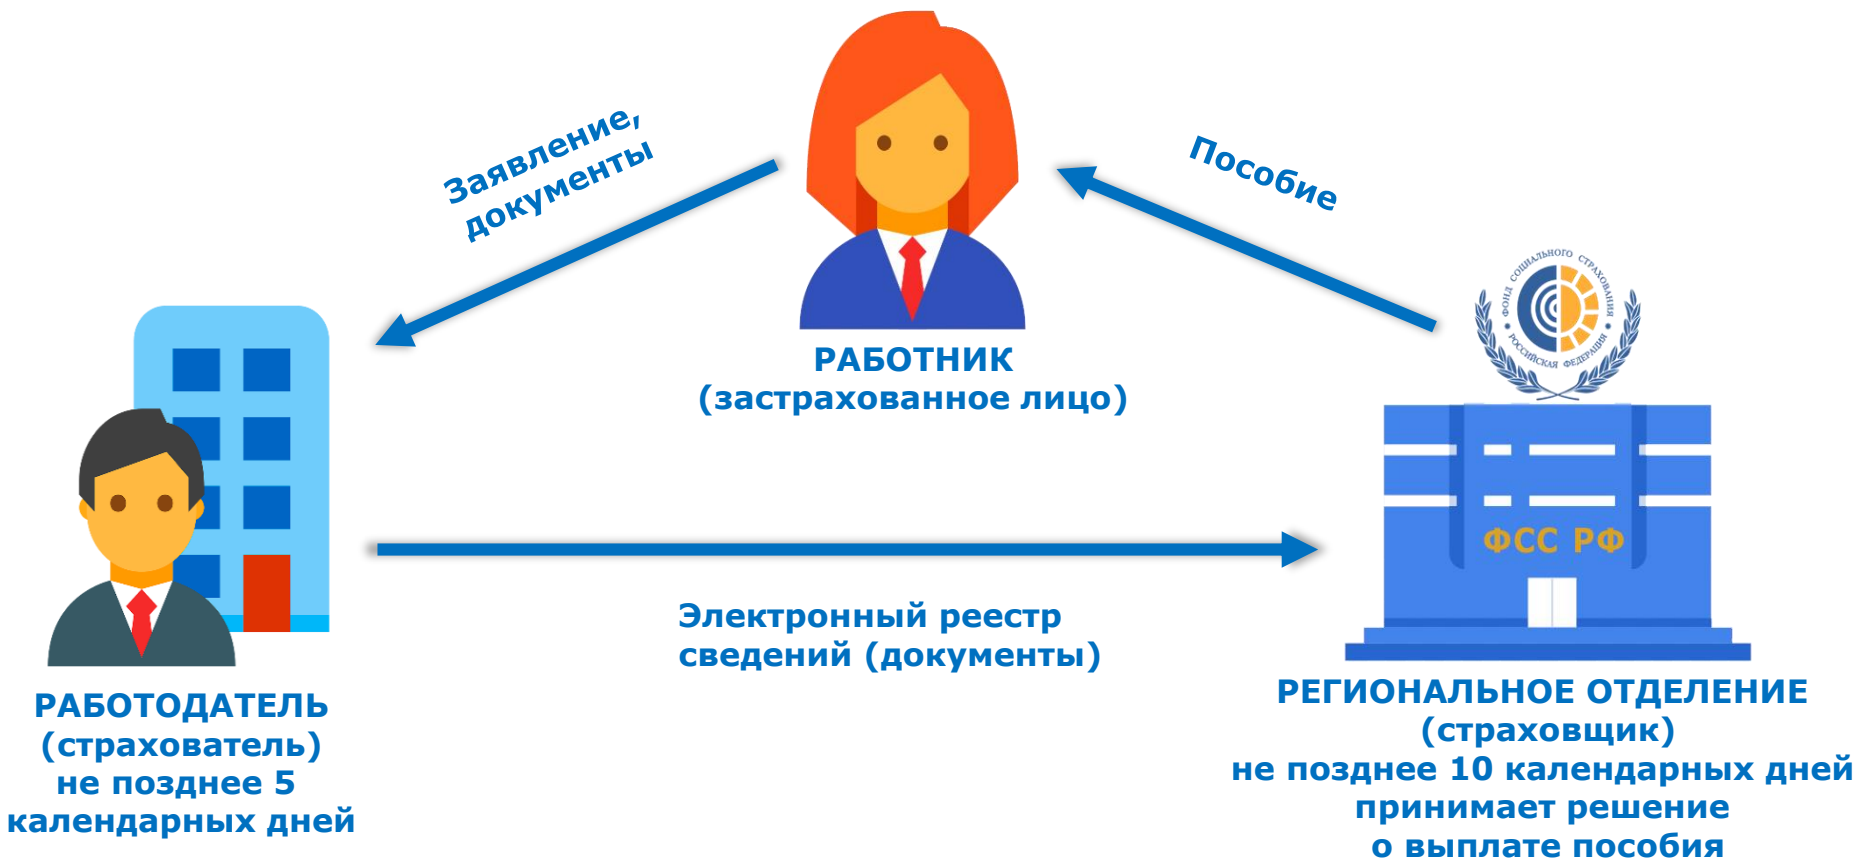 Заявление,
документы
Пособие
РАБОТНИК
(застрахованное лицо)
ФОНД СОЦИАЛЬНОГО СТРАХОВАНИЯ
• РОССИЙСКАЯ ФЕДЕРАЦИЯ •
ФСС РФ
Электронный реестр
сведений (документы)
РАБОТОДАТЕЛЬ
(страхователь)
не позднее 5
календарных дней
РЕГИОНАЛЬНОЕ ОТДЕЛЕНИЕ
(страховщик)
не позднее 10 календарных дней
принимает решение
о выплате пособия